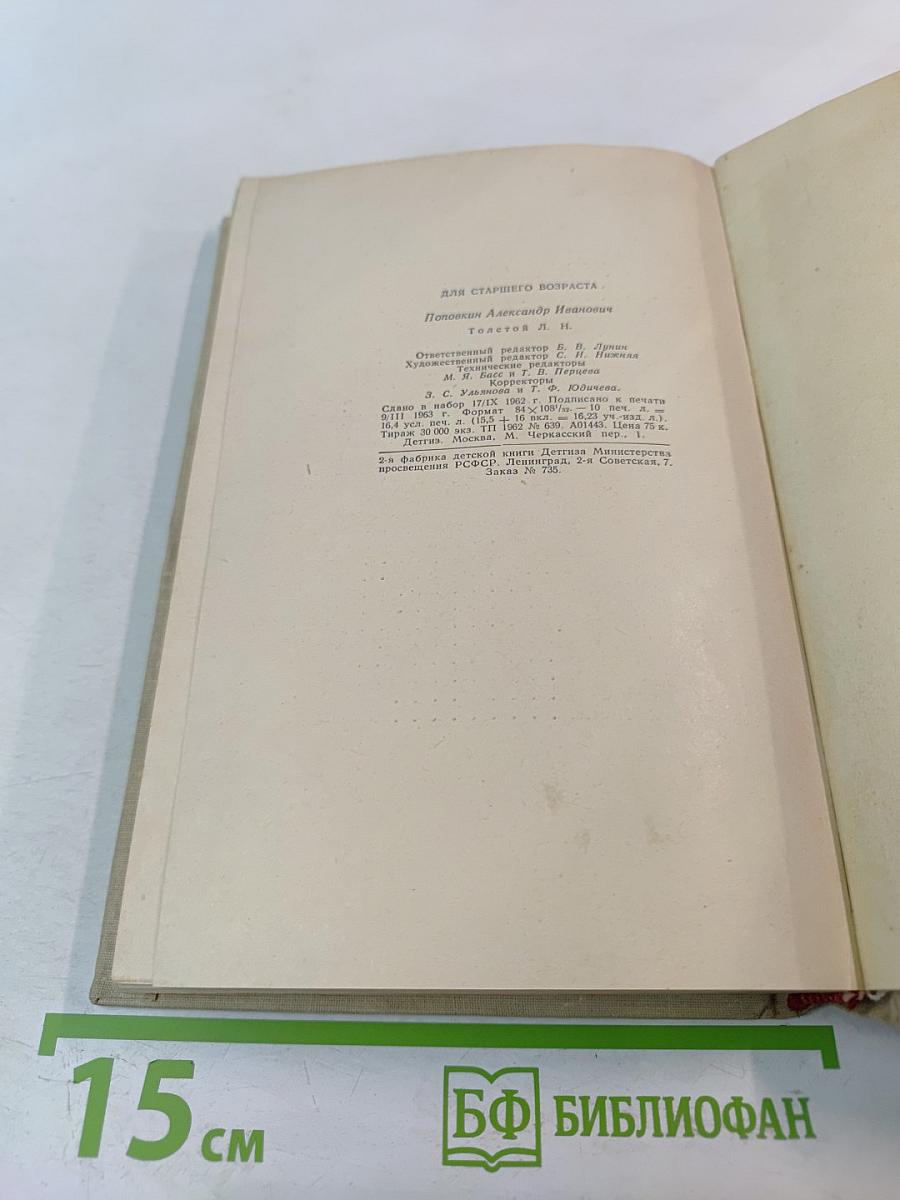 ДЛЯ СТАРШЕГО ВОЗРАСТА
Поповкин Александр Иванович
Толстой Л. Н.
Ответственный редактор Б. В. Лунин
Художественный редактор С. И. Нижняя
Технические редакторы
М. Я. Басс и Т. В. Перцева
Корректоры
З. С. Ульянова и Т. Ф. Юдичева.
Сдано в набор 17/IX 1962 г. Подписано к печати
9/III 1963 г. Формат 84×108¹/₃₂. — 10 печ. л. =
16,4 усл. печ. л. (15,5 + 16 вкл. = 16,23 уч.-изд. л.).
Тираж 30 000 экз. ТП 1962 № 639. А01443. Цена 75 к.
Детгиз. Москва, М. Черкасский пер., 1.
2-я фабрика детской книги Детгиза Министерства
просвещения РСФСР. Ленинград, 2-я Советская, 7.
Заказ № 735.
15 см
БФ БИБЛИОФАН